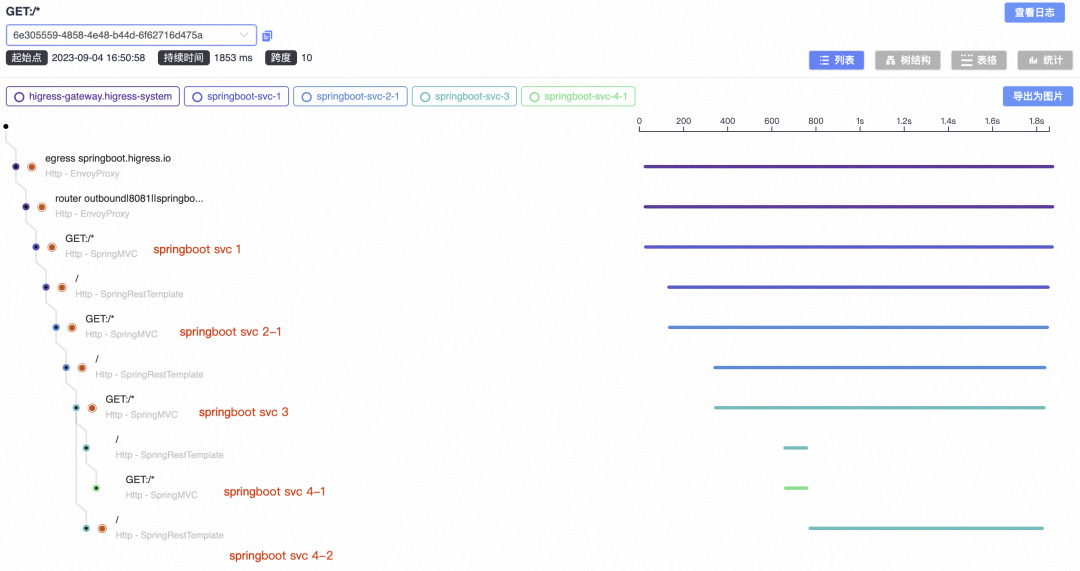 GET:/*
查看日志
6e305559-4858-4e48-b44d-6f62716d475a
起始点 2023-09-04 16:50:58 持续时间 1853 ms 跨度 10
列表 树结构 表格 统计
higress-gateway.higress-system springboot-svc-1 springboot-svc-2-1 springboot-svc-3 springboot-svc-4-1
导出为图片
0 200 400 600 800 1s 1.2s 1.4s 1.6s 1.8s
egress springboot.higress.io
Http - EnvoyProxy
router outbound|8081||springbo...
Http - EnvoyProxy
GET:/*
Http - SpringMVC springboot svc 1
/
Http - SpringRestTemplate
GET:/*
Http - SpringMVC springboot svc 2-1
/
Http - SpringRestTemplate
GET:/*
Http - SpringMVC springboot svc 3
/
Http - SpringRestTemplate
GET:/*
Http - SpringMVC springboot svc 4-1
/
Http - SpringRestTemplate
springboot svc 4-2